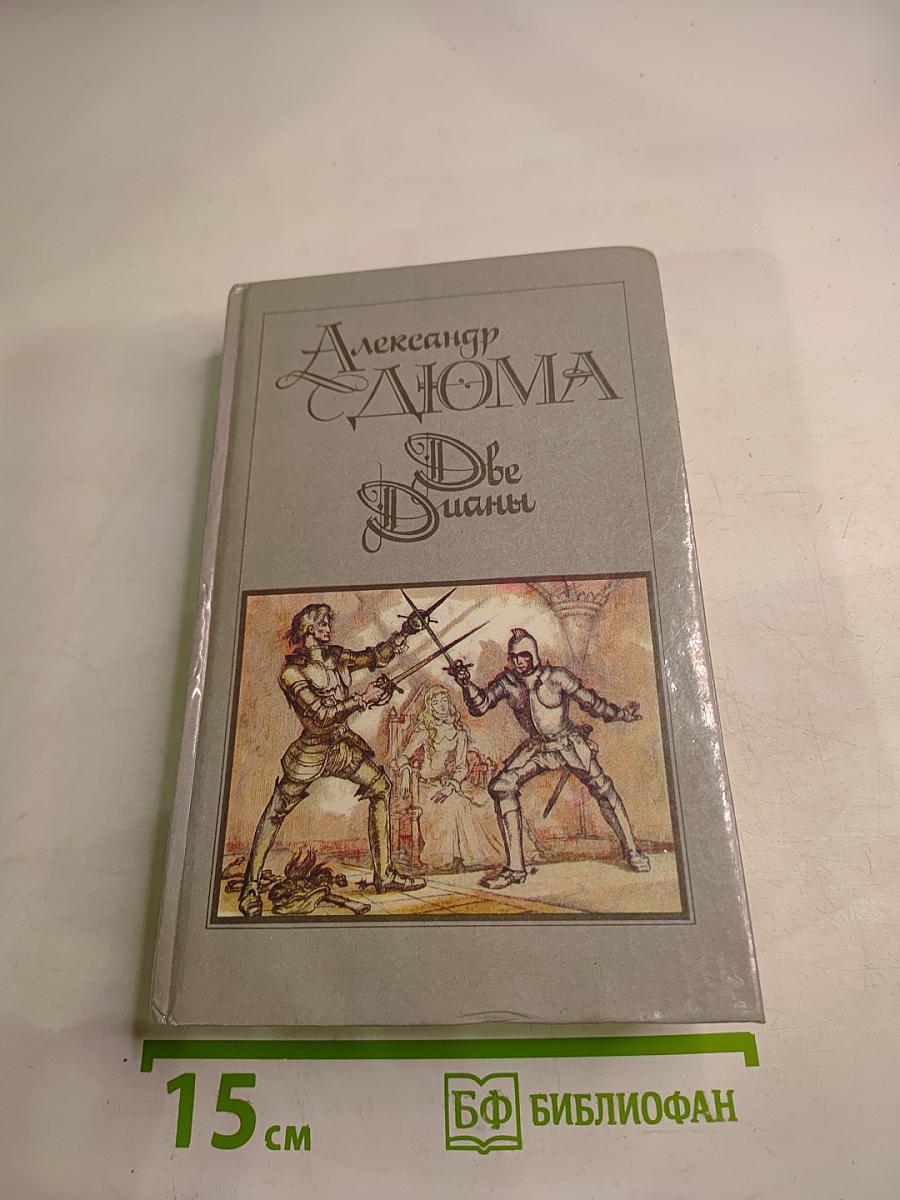 Александр
ДЮМА
Две
Дианы
15 см
БФ БИБЛИОФАН